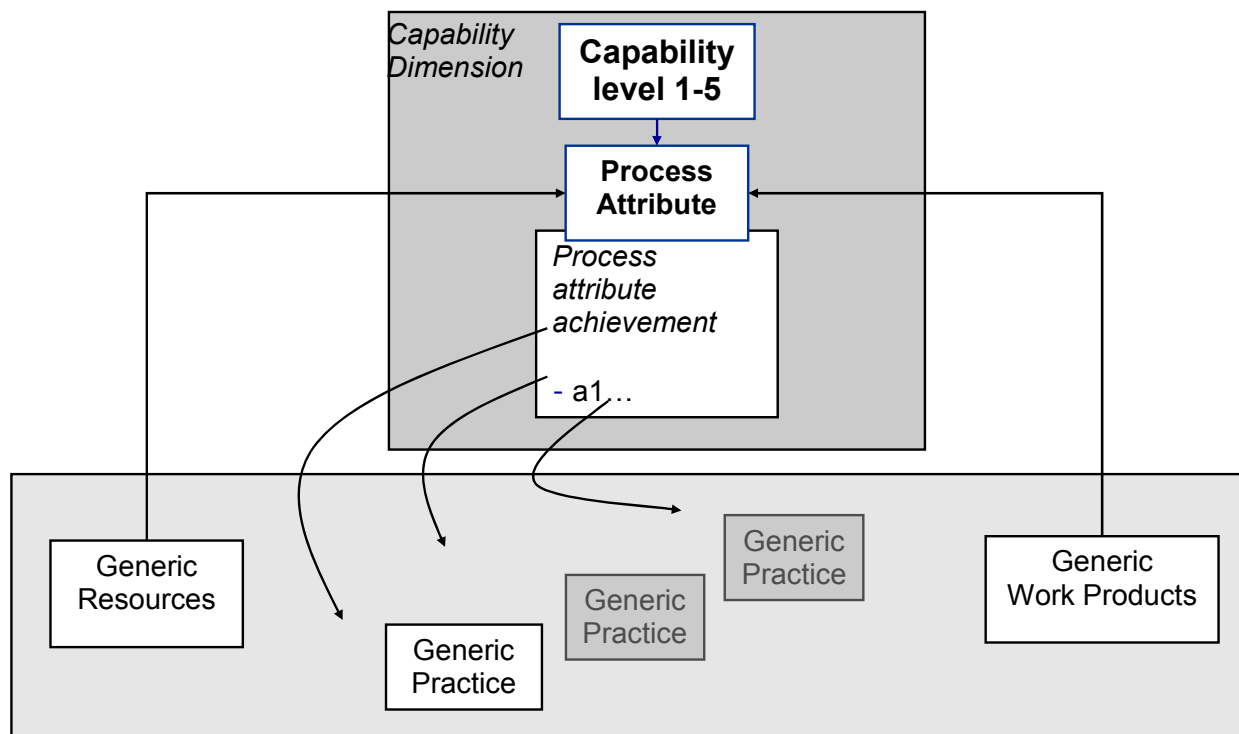 Capability
Dimension
Capability
level 1-5
Process
Attribute
Process
attribute
achievement
- a1…
Generic
Resources
Generic
Practice
Generic
Practice
Generic
Practice
Generic
Work Products